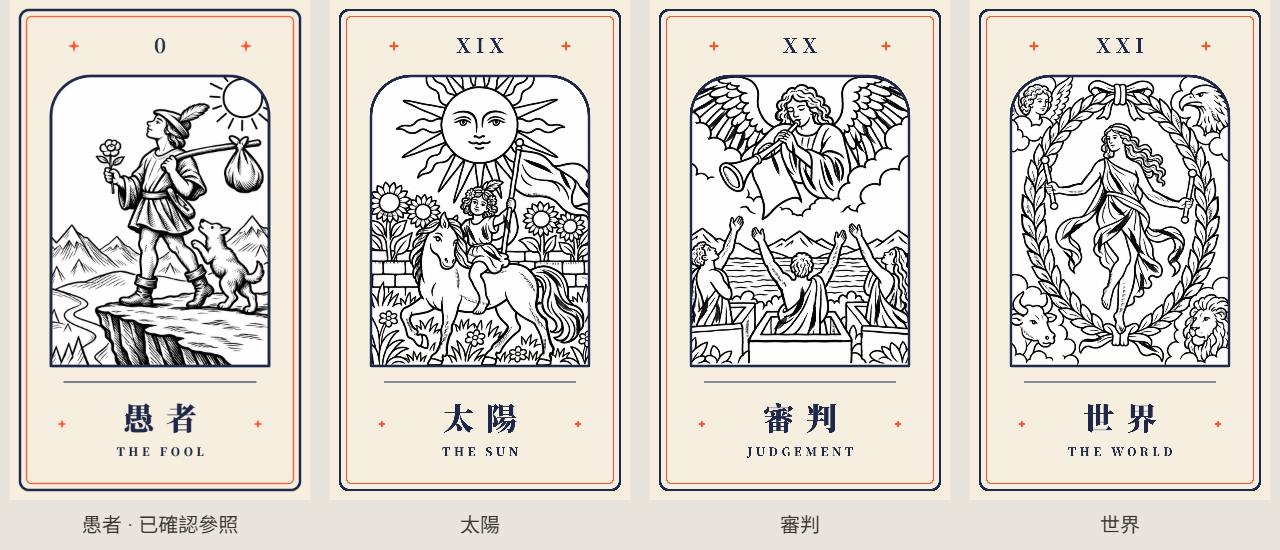 0
愚者
THE FOOL
愚者 · 已確認參照
XIX
太陽
THE SUN
太陽
XX
審判
JUDGEMENT
審判
XXI
世界
THE WORLD
世界